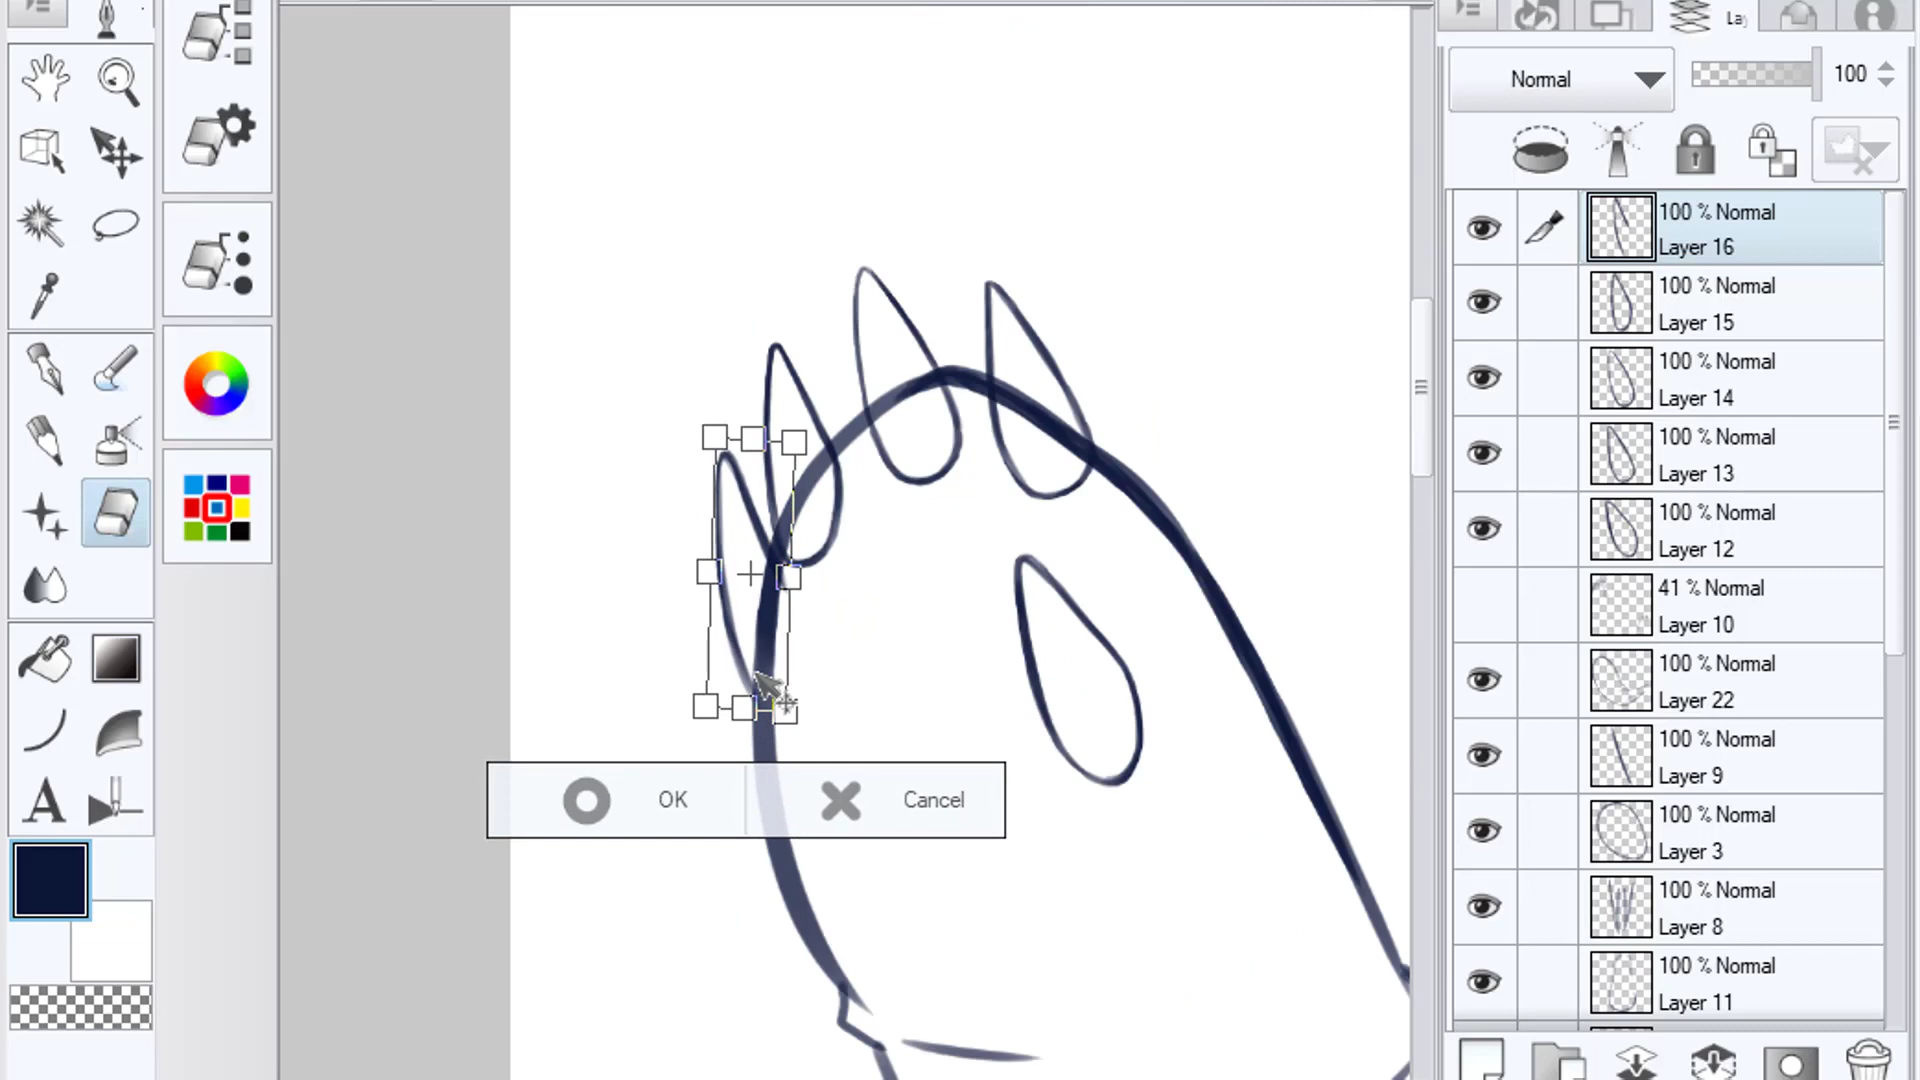 La
Normal
100
100 % Normal
Layer 16
100 % Normal
Layer 15
100 % Normal
Layer 14
100 % Normal
Layer 13
100 % Normal
Layer 12
41 % Normal
Layer 10
100 % Normal
Layer 22
100 % Normal
Layer 9
100 % Normal
Layer 3
100 % Normal
Layer 8
100 % Normal
Layer 11
OK
Cancel
A